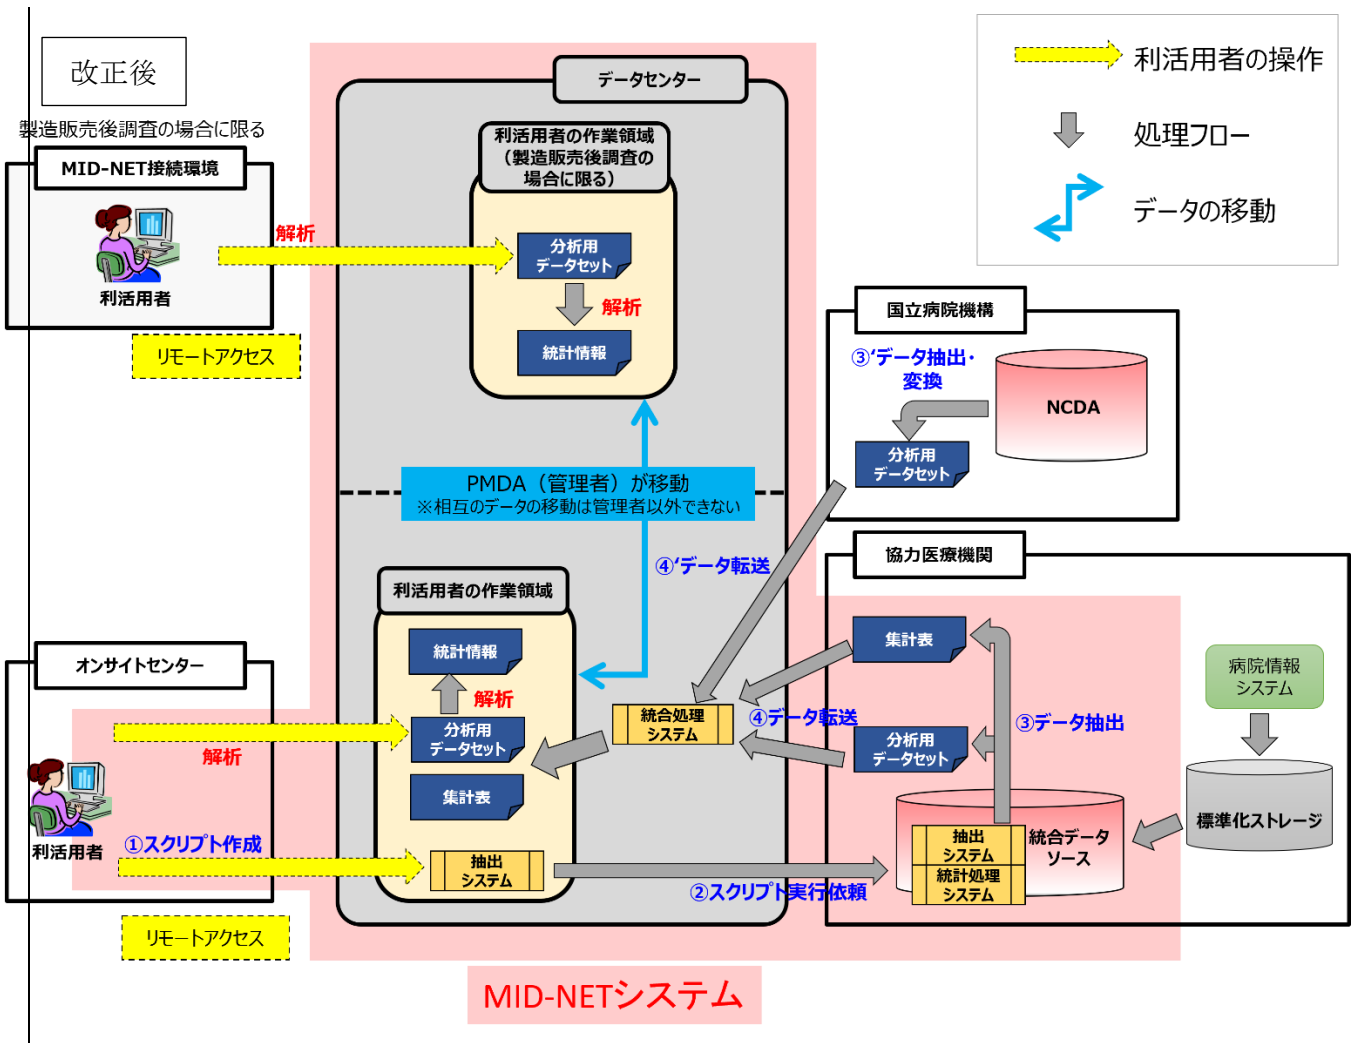 改正後
製造販売後調査の場合に限る
MID-NET接続環境
利活用者
解析
リモートアクセス
データセンター
利活用者の作業領域
(製造販売後調査の
場合に限る)
分析用
データセット
解析
統計情報
利活用者の操作
処理フロー
データの移動
国立病院機構
③‘データ抽出・
変換
NCDA
分析用
データセット
PMDA(管理者)が移動
※相互のデータの移動は管理者以外できない
④‘データ転送
利活用者の作業領域
統計情報
解析
分析用
データセット
集計表
抽出
システム
統合処理
システム
④データ転送
協力医療機関
集計表
分析用
データセット
③データ抽出
病院情報
システム
標準化ストレージ
統合データ
ソース
抽出
システム
統計処理
システム
オンサイトセンター
解析
利活用者
①スクリプト作成
②スクリプト実行依頼
リモートアクセス
MID-NETシステム